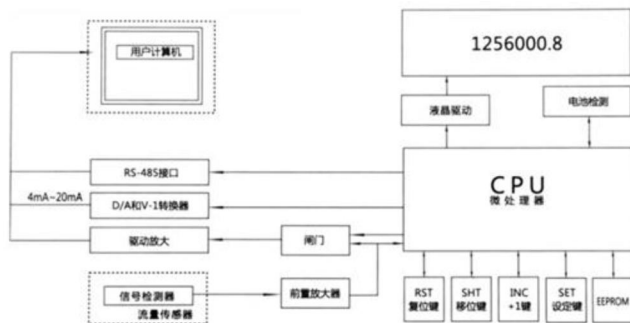 用户计算机
1256000.8
液晶驱动
电池检测
RS-485接口
4mA~20mA
D/A和V-1转换器
驱动放大
闸门
CPU
微处理器
信号检测器
流量传感器
前置放大器
RST
复位键
SHT
移位键
INC
+1键
SET
设定键
EEPROM